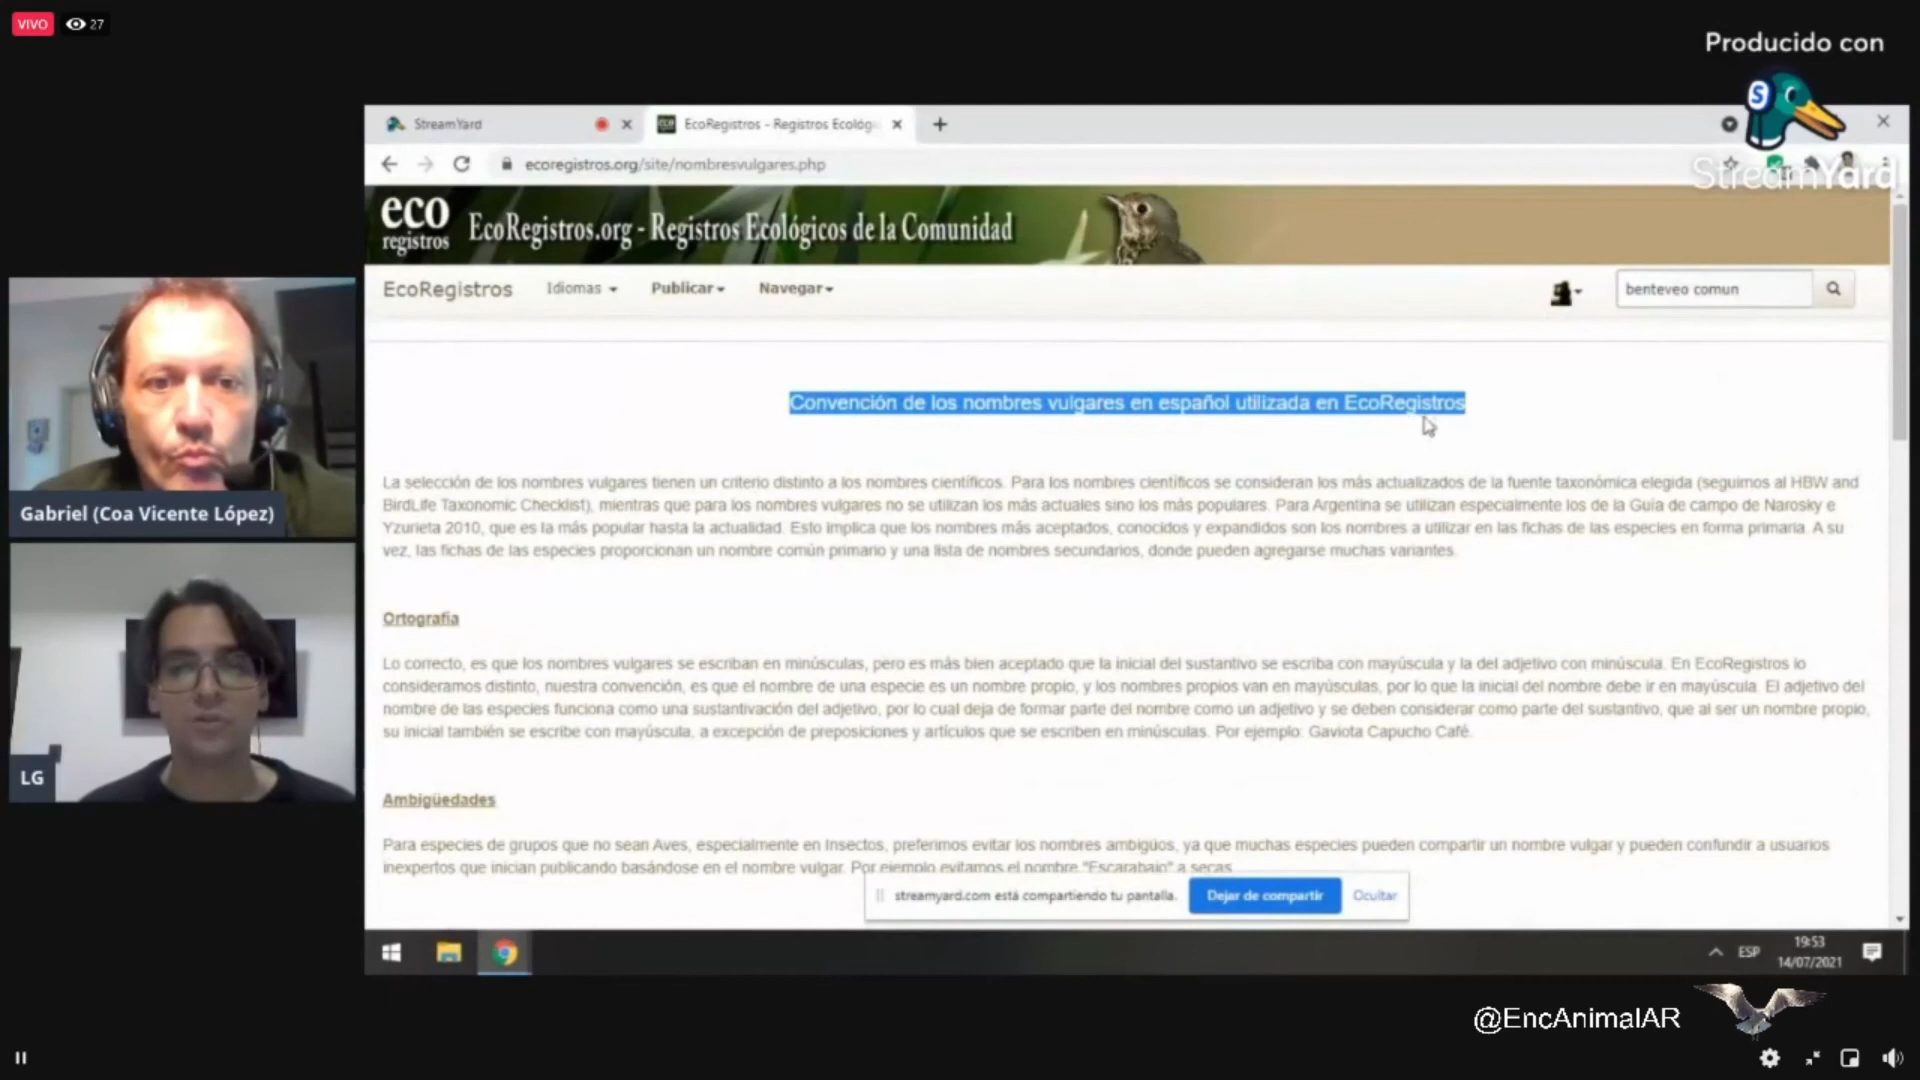 VIVO 27
Producido con
StreamYard
StreamYard
EcoRegistros - Registros Ecológ
ecoregistros.org/site/nombresvulgares.php
eco
registros
EcoRegistros.org - Registros Ecológicos de la Comunidad
EcoRegistros Idiomas Publicar Navegar benteveo comun
Convención de los nombres vulgares en español utilizada en EcoRegistros
La selección de los nombres vulgares tienen un criterio distinto a los nombres científicos. Para los nombres científicos se consideran los más actualizados de la fuente taxonómica elegida (seguimos al HBW and
BirdLife Taxonomic Checklist), mientras que para los nombres vulgares no se utilizan los más actuales sino los más populares. Para Argentina se utilizan especialmente los de la Guía de campo de Narosky e
Yzurieta 2010, que es la más popular hasta la actualidad. Esto implica que los nombres más aceptados, conocidos y expandidos son los nombres a utilizar en las fichas de las especies en forma primaria. A su
vez, las fichas de las especies proporcionan un nombre común primario y una lista de nombres secundarios, donde pueden agregarse muchas variantes.
Ortografía
Lo correcto, es que los nombres vulgares se escriban en minúsculas, pero es más bien aceptado que la inicial del sustantivo se escriba con mayúscula y la del adjetivo con minúscula. En EcoRegistros lo
consideramos distinto, nuestra convención, es que el nombre de una especie es un nombre propio, y los nombres propios van en mayúsculas, por lo que la inicial del nombre debe ir en mayúscula. El adjetivo del
nombre de las especies funciona como una sustantivación del adjetivo, por lo cual deja de formar parte del nombre como un adjetivo y se deben considerar como parte del sustantivo, que al ser un nombre propio,
su inicial también se escribe con mayúscula, a excepción de preposiciones y artículos que se escriben en minúsculas. Por ejemplo: Gaviota Capucho Café.
Ambigüedades
Para especies de grupos que no sean Aves, especialmente en Insectos, preferimos evitar los nombres ambigüos, ya que muchas especies pueden compartir un nombre vulgar y pueden confundir a usuarios
inexpertos que inician publicando basándose en el nombre vulgar. Por ejemplo evitamos el nombre "Escarabajo" a secas
streamyard.com está compartiendo tu pantalla. Dejar de compartir Ocultar
Gabriel (Coa Vicente López)
LG
ESP
19:53
14/07/2021
@EncAnimalAR